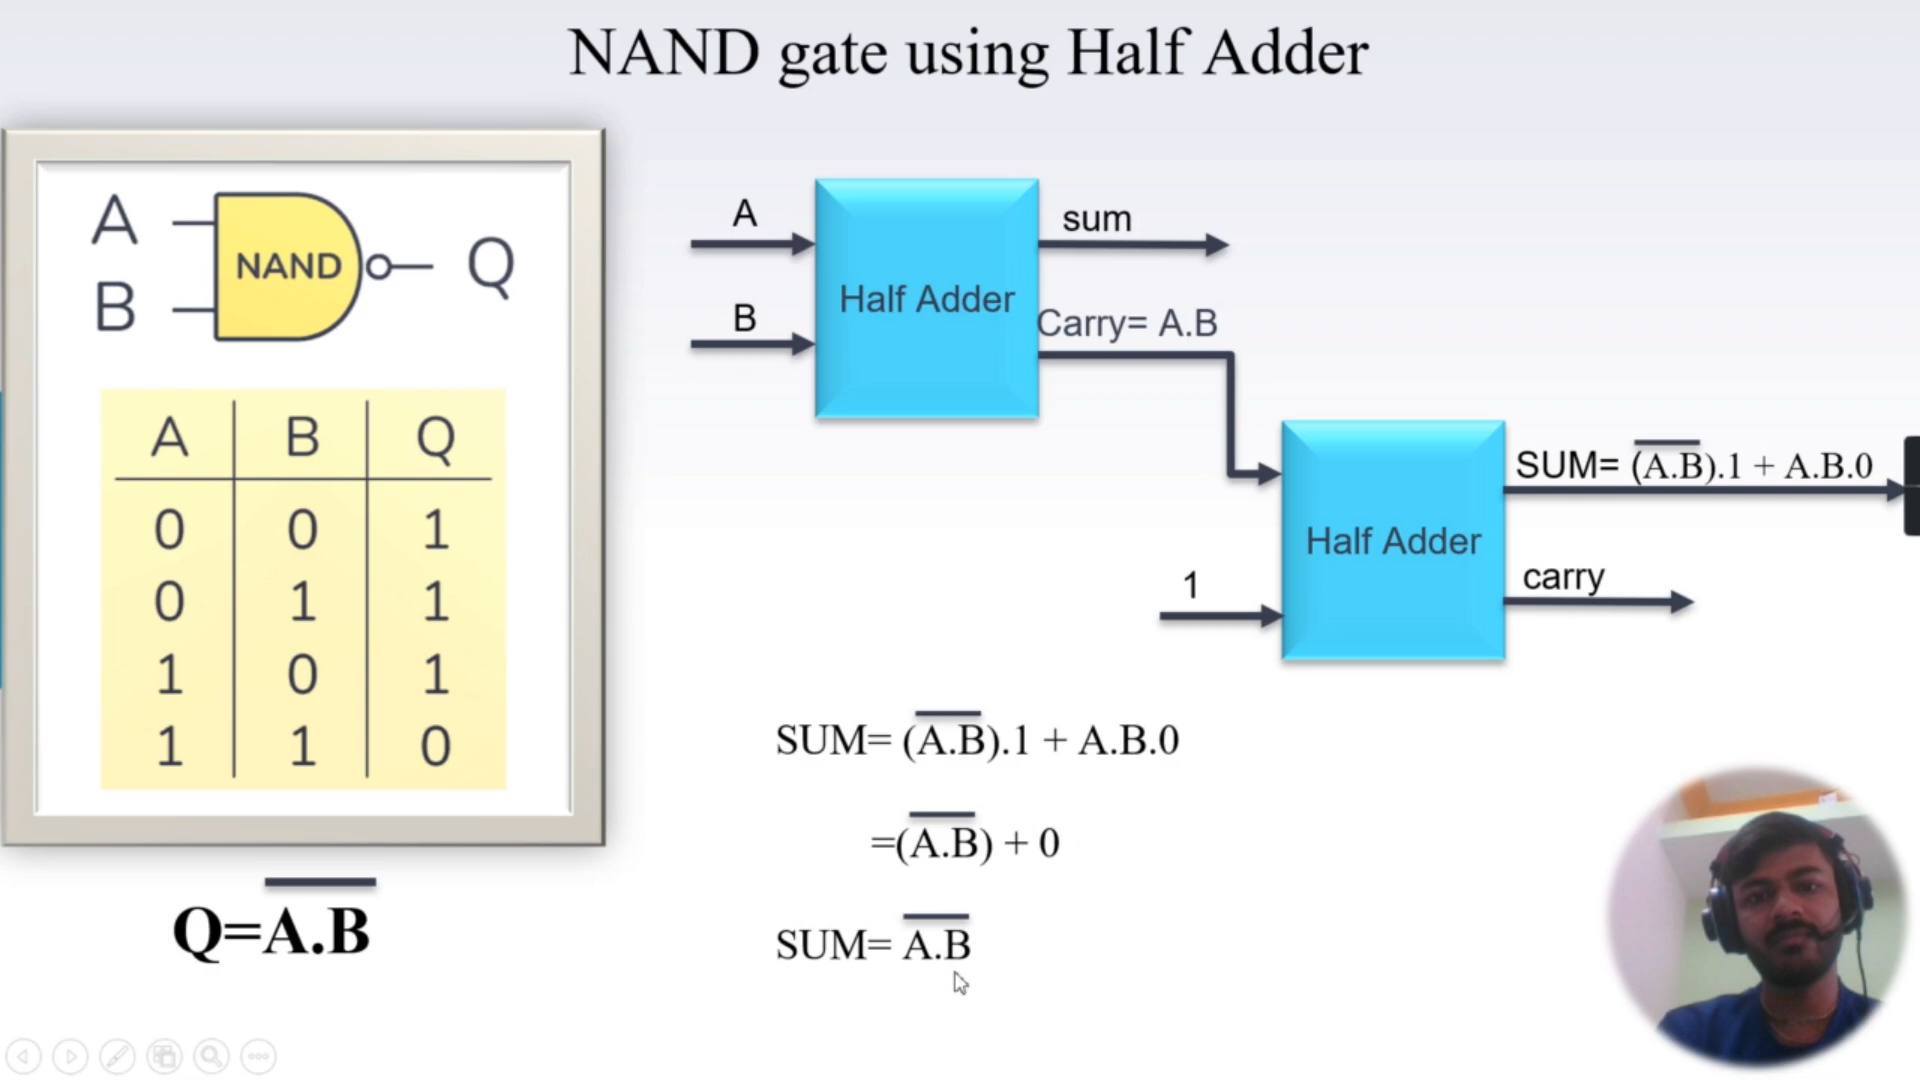 NAND gate using Half Adder
A
B
NAND
Q
A B Q
0 0 1
0 1 1
1 0 1
1 1 0
Q=A̅.̅B̅
A
B
Half Adder
sum
Carry= A.B
1
Half Adder
SUM= (A̅.̅B̅).1 + A.B.0
carry
SUM= (A̅.̅B̅).1 + A.B.0
=(A̅.̅B̅) + 0
SUM= A̅.̅B̅